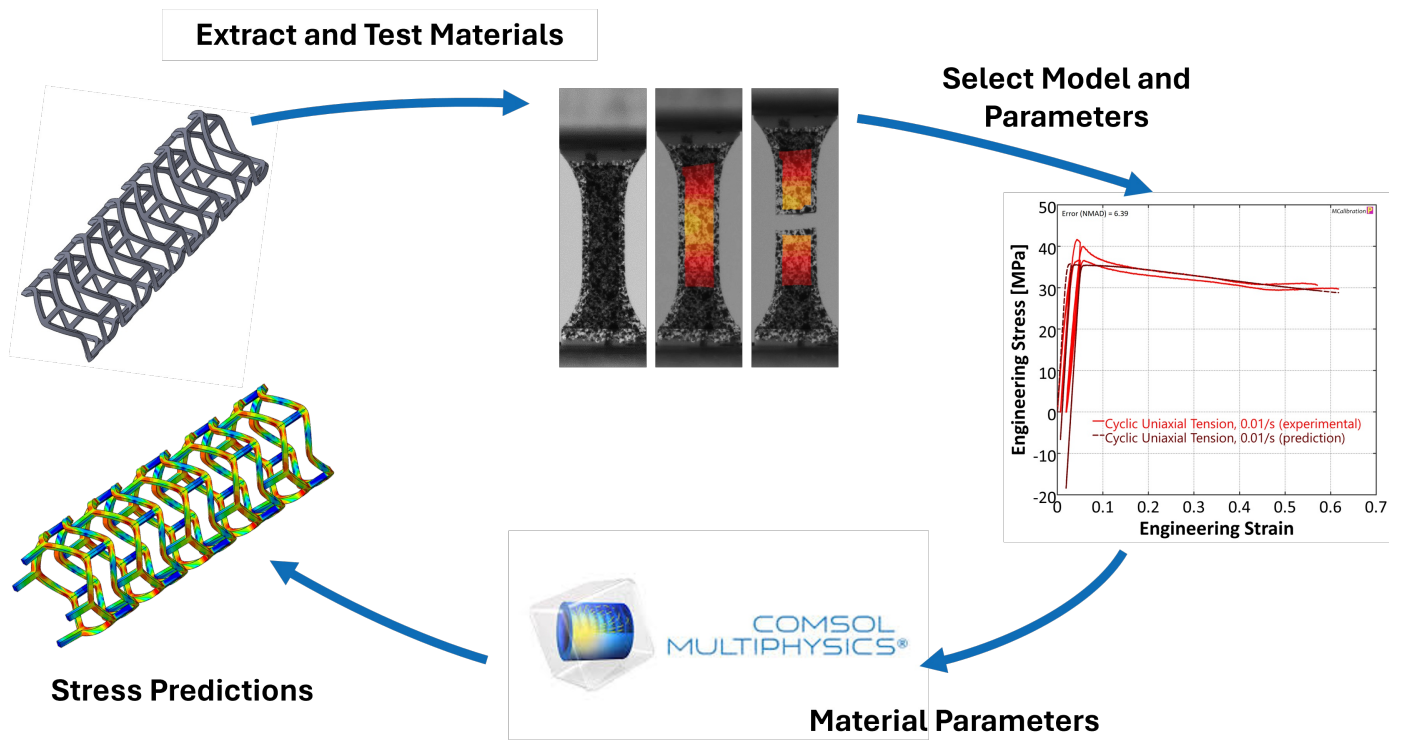 Extract and Test Materials
Select Model and
Parameters
Error (NMAD) = 6.39
MCalibration
50
40
30
20
10
0
-10
-20
Engineering Stress [MPa]
Cyclic Uniaxial Tension, 0.01/s (experimental)
Cyclic Uniaxial Tension, 0.01/s (prediction)
0 0.1 0.2 0.3 0.4 0.5 0.6 0.7
Engineering Strain
COMSOL
MULTIPHYSICS®
Stress Predictions
Material Parameters